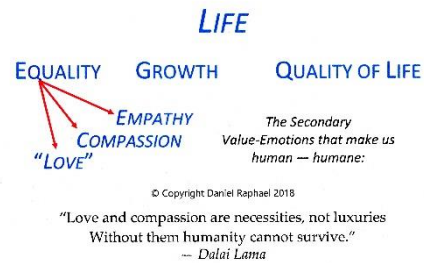 LIFE
EQUALITY GROWTH QUALITY OF LIFE
EMPATHY
COMPASSION
"LOVE"
The Secondary
Value-Emotions that make us
human — humane:
© Copyright Daniel Raphael 2018
"Love and compassion are necessities, not luxuries
Without them humanity cannot survive."
~ Dalai Lama